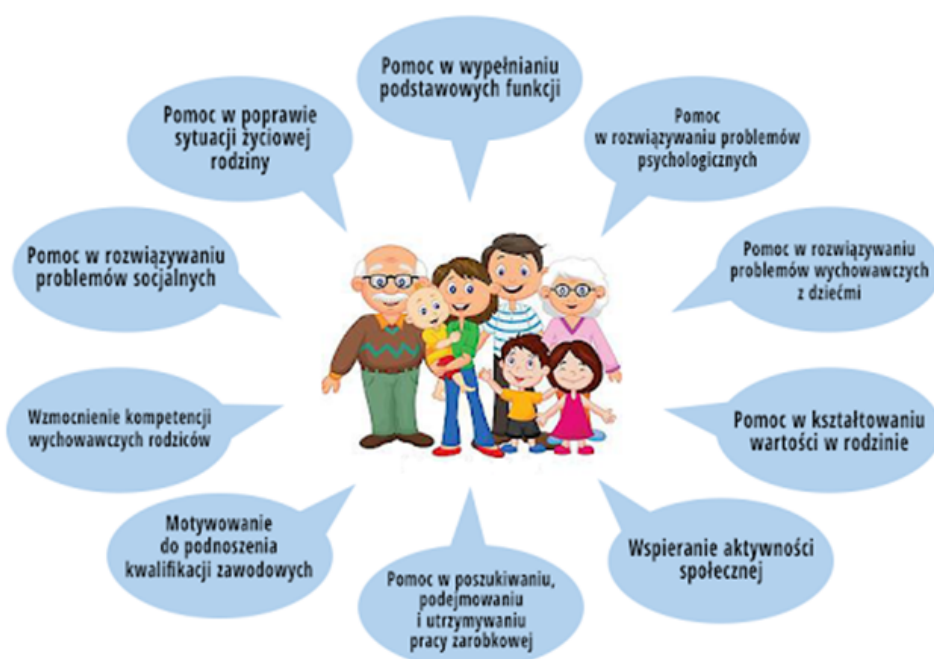 Pomoc w wypełnianiu
podstawowych funkcji
Pomoc w poprawie
sytuacji życiowej
rodziny
Pomoc
w rozwiązywaniu problemów
psychologicznych
Pomoc w rozwiązywaniu
problemów socjalnych
Pomoc w rozwiązywaniu
problemów wychowawczych
z dziećmi
Wzmocnienie kompetencji
wychowawczych rodziców
Pomoc w kształtowaniu
wartości w rodzinie
Motywowanie
do podnoszenia
kwalifikacji zawodowych
Wspieranie aktywności
społecznej
Pomoc w poszukiwaniu,
podejmowaniu
i utrzymywaniu
pracy zarobkowej